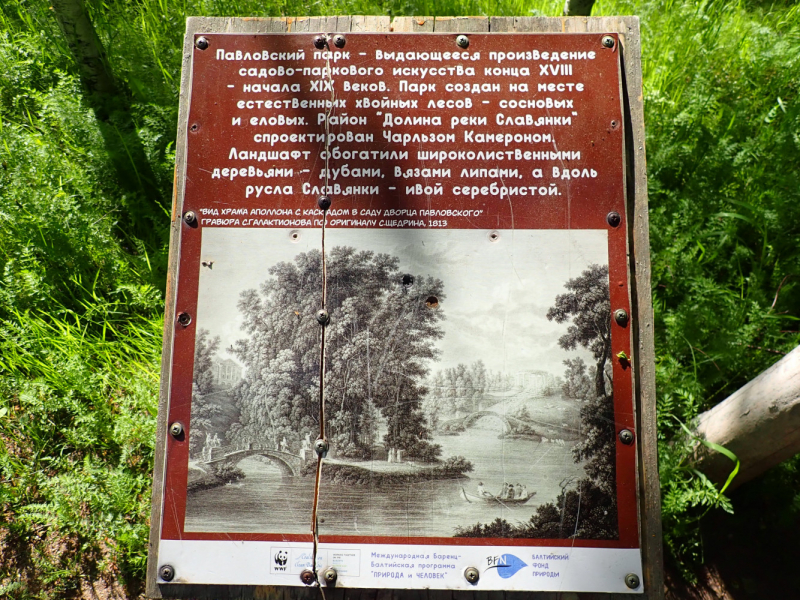 Павловский парк - выдающееся произведение
садово-паркового искусства конца XVIII
- начала XIX веков. Парк создан на месте
естественных хвойных лесов - сосновых
и еловых. Район "Долина реки Славянки"
спроектирован Чарльзом Камероном.
Ландшафт обогатили широколиственными
деревьями - дубами, вязами липами, а вдоль
русла Славянки - ивой серебристой.
"ВИД ХРАМА АПОЛЛОНА С КАСКАДОМ В САДУ ДВОРЦА ПАВЛОВСКОГО"
ГРАВЮРА С.ГАЛАКТИОНОВА ПО ОРИГИНАЛУ С.ЩЕДРИНА, 1813
WWF
Международная Баренц-
Балтийская программа
"ПРИРОДА и ЧЕЛОВЕК"
BFN
БАЛТИЙСКИЙ
ФОНД
ПРИРОДЫ